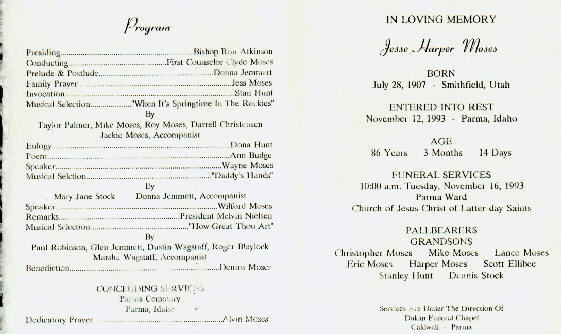 Program
Presiding Bishop Ron Atkinson
Conducting First Counselor Clyde Moses
Prelude & Postlude Donna Jemmett
Family Prayer Jess Moses
Invocation Stan Hunt
Musical Selection "When It's Springtime In The Rockies"
By
Taylor Palmer, Mike Moses, Roy Moses, Darrell Christensen
Jackie Moses, Accompanist
Eulogy Dona Hunt
Poem Ann Budge
Speaker Wayne Moses
Musical Selction "Daddy's Hands"
By
Mary Jane Stock - Donna Jemmett, Accompanist
Speaker Wilford Moses
Remarks President Melvin Nielsen
Musical Selection "How Great Thou Art"
By
Paul Robinson, Glen Jemmett, Dustin Wagstaff, Roger Blaylock
Marsha Wagstaff, Accompanist
Benediction Dennis Moses
CONCLUDING SERVICES
Parma Cemetery
Parma, Idaho
Dedicatory Prayer Alvin Moses
IN LOVING MEMORY
Jesse Harper Moses
BORN
July 28, 1907 - Smithfield, Utah
ENTERED INTO REST
November 12, 1993 - Parma, Idaho
AGE
86 Years 3 Months 14 Days
FUNERAL SERVICES
10:00 a.m. Tuesday, November 16, 1993
Parma Ward
Church of Jesus Christ of Latter-day Saints
PALLBEARERS
GRANDSONS
Christopher Moses Mike Moses Lance Moses
Eric Moses Harper Moses Scott Ellibee
Stanley Hunt Dennis Stock
Services Are Under The Direction Of
Dakan Funeral Chapel
Caldwell - Parma